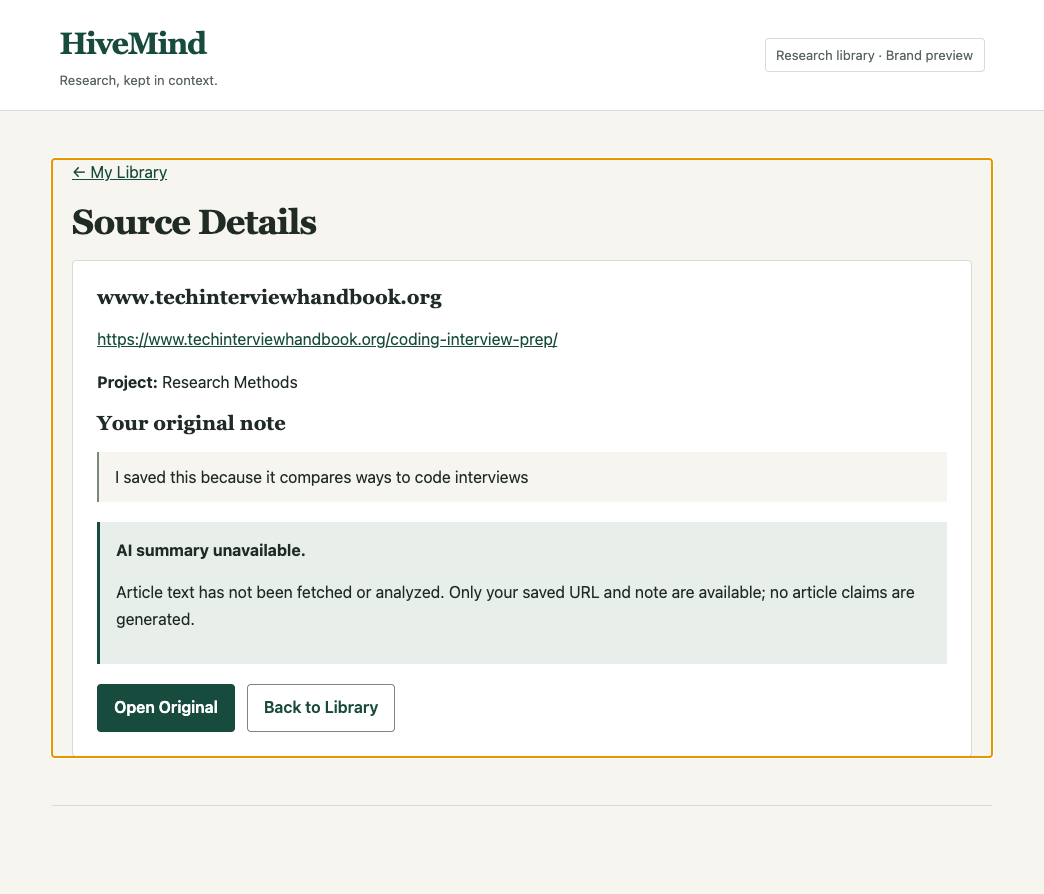 HiveMind
Research, kept in context.
Research library · Brand preview
← My Library
Source Details
www.techinterviewhandbook.org
https://www.techinterviewhandbook.org/coding-interview-prep/
Project: Research Methods
Your original note
I saved this because it compares ways to code interviews
AI summary unavailable.
Article text has not been fetched or analyzed. Only your saved URL and note are available; no article claims are
generated.
Open Original
Back to Library